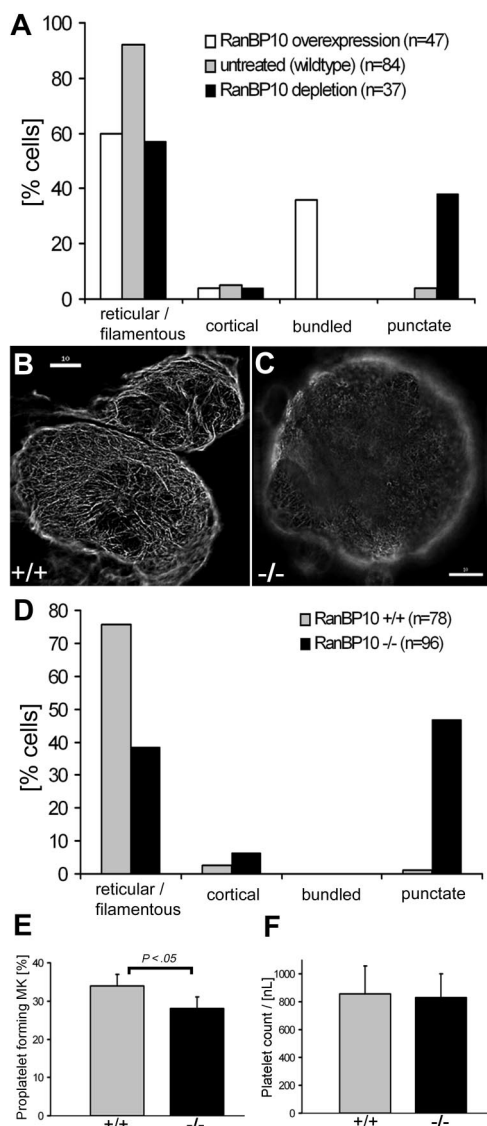 A
[% cells]
100
80
60
40
20
0
RanBP10 overexpression (n=47)
untreated (wildtype) (n=84)
RanBP10 depletion (n=37)
reticular / filamentous
cortical
bundled
punctate
B
10
+/+
C
-/-
D
[% cells]
80
70
60
50
40
30
20
10
0
RanBP10 +/+ (n=78)
RanBP10 -/- (n=96)
reticular / filamentous
cortical
bundled
punctate
E
Proplatelet forming MK [%]
40
30
20
10
0
P < .05
+/+
-/-
F
Platelet count / [nL]
1000
800
600
400
200
0
+/+
-/-